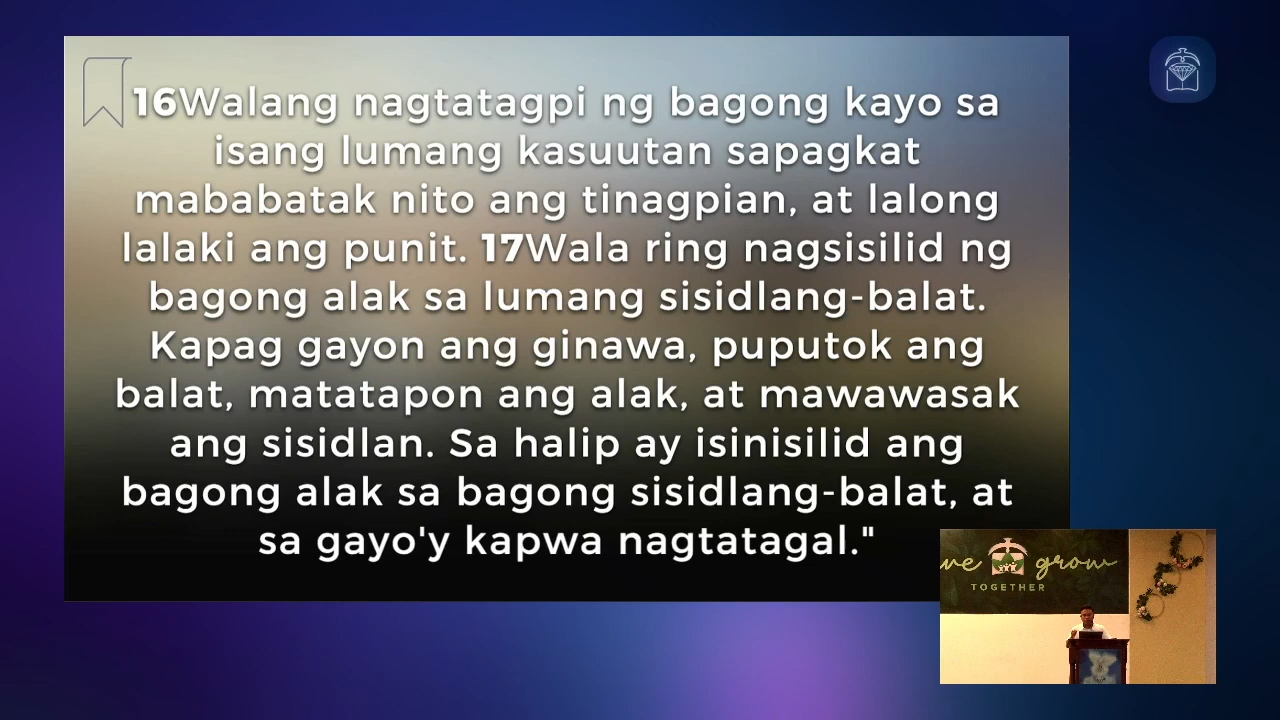 16Walang nagtatagpi ng bagong kayo sa
isang lumang kasuutan sapagkat
mababatak nito ang tinagpian, at lalong
lalaki ang punit. 17Wala ring nagsisilid ng
bagong alak sa lumang sisidlang-balat.
Kapag gayon ang ginawa, puputok ang
balat, matatapon ang alak, at mawawasak
ang sisidlan. Sa halip ay isinisilid ang
bagong alak sa bagong sisidlang-balat, at
sa gayo'y kapwa nagtatagal."
we grow
TOGETHER